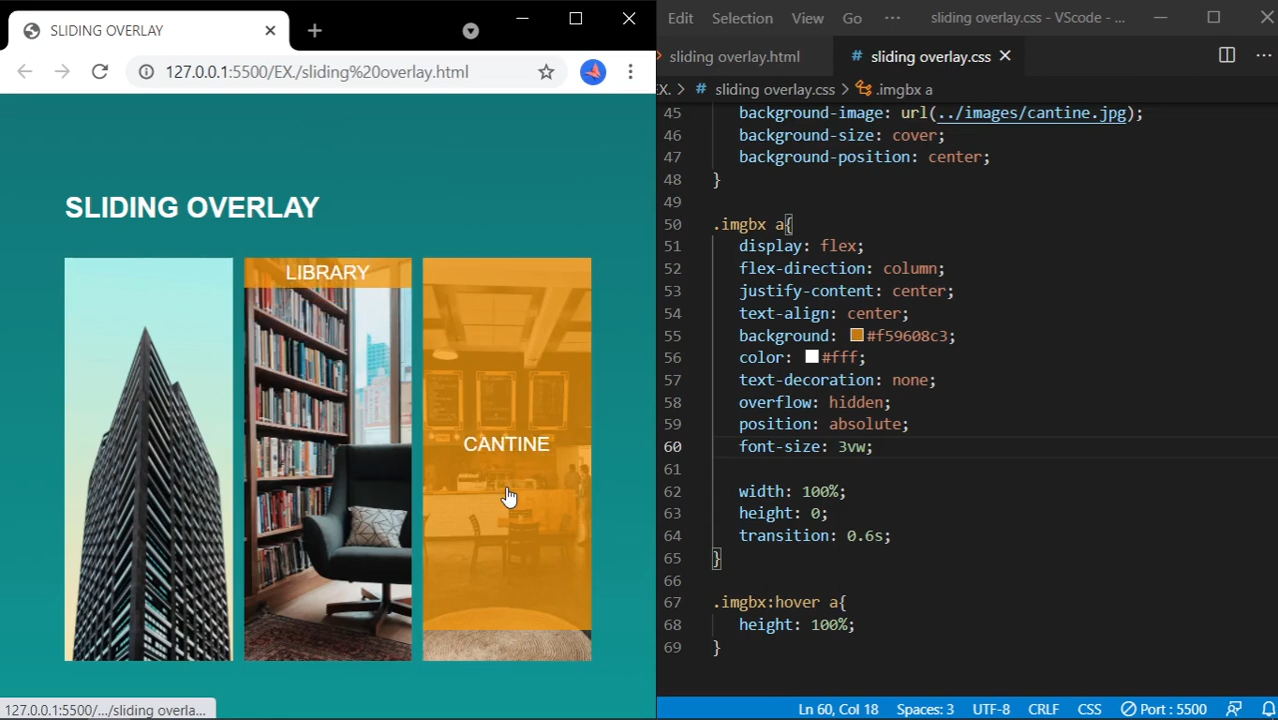 SLIDING OVERLAY
127.0.0.1:5500/EX./sliding%20overlay.html
SLIDING OVERLAY
LIBRARY
CANTINE
127.0.0.1:5500/.../sliding overla...
Edit Selection View Go ··· sliding overlay.css - VScode - ...
sliding overlay.html # sliding overlay.css
EX. > # sliding overlay.css > .imgbx a
45 background-image: url(../images/cantine.jpg);
46 background-size: cover;
47 background-position: center;
48 }
49
50 .imgbx a{
51 display: flex;
52 flex-direction: column;
53 justify-content: center;
54 text-align: center;
55 background: #f59608c3;
56 color: #fff;
57 text-decoration: none;
58 overflow: hidden;
59 position: absolute;
60 font-size: 3vw;
61
62 width: 100%;
63 height: 0;
64 transition: 0.6s;
65 }
66
67 .imgbx:hover a{
68 height: 100%;
69 }
Ln 60, Col 18 Spaces: 3 UTF-8 CRLF CSS Port : 5500